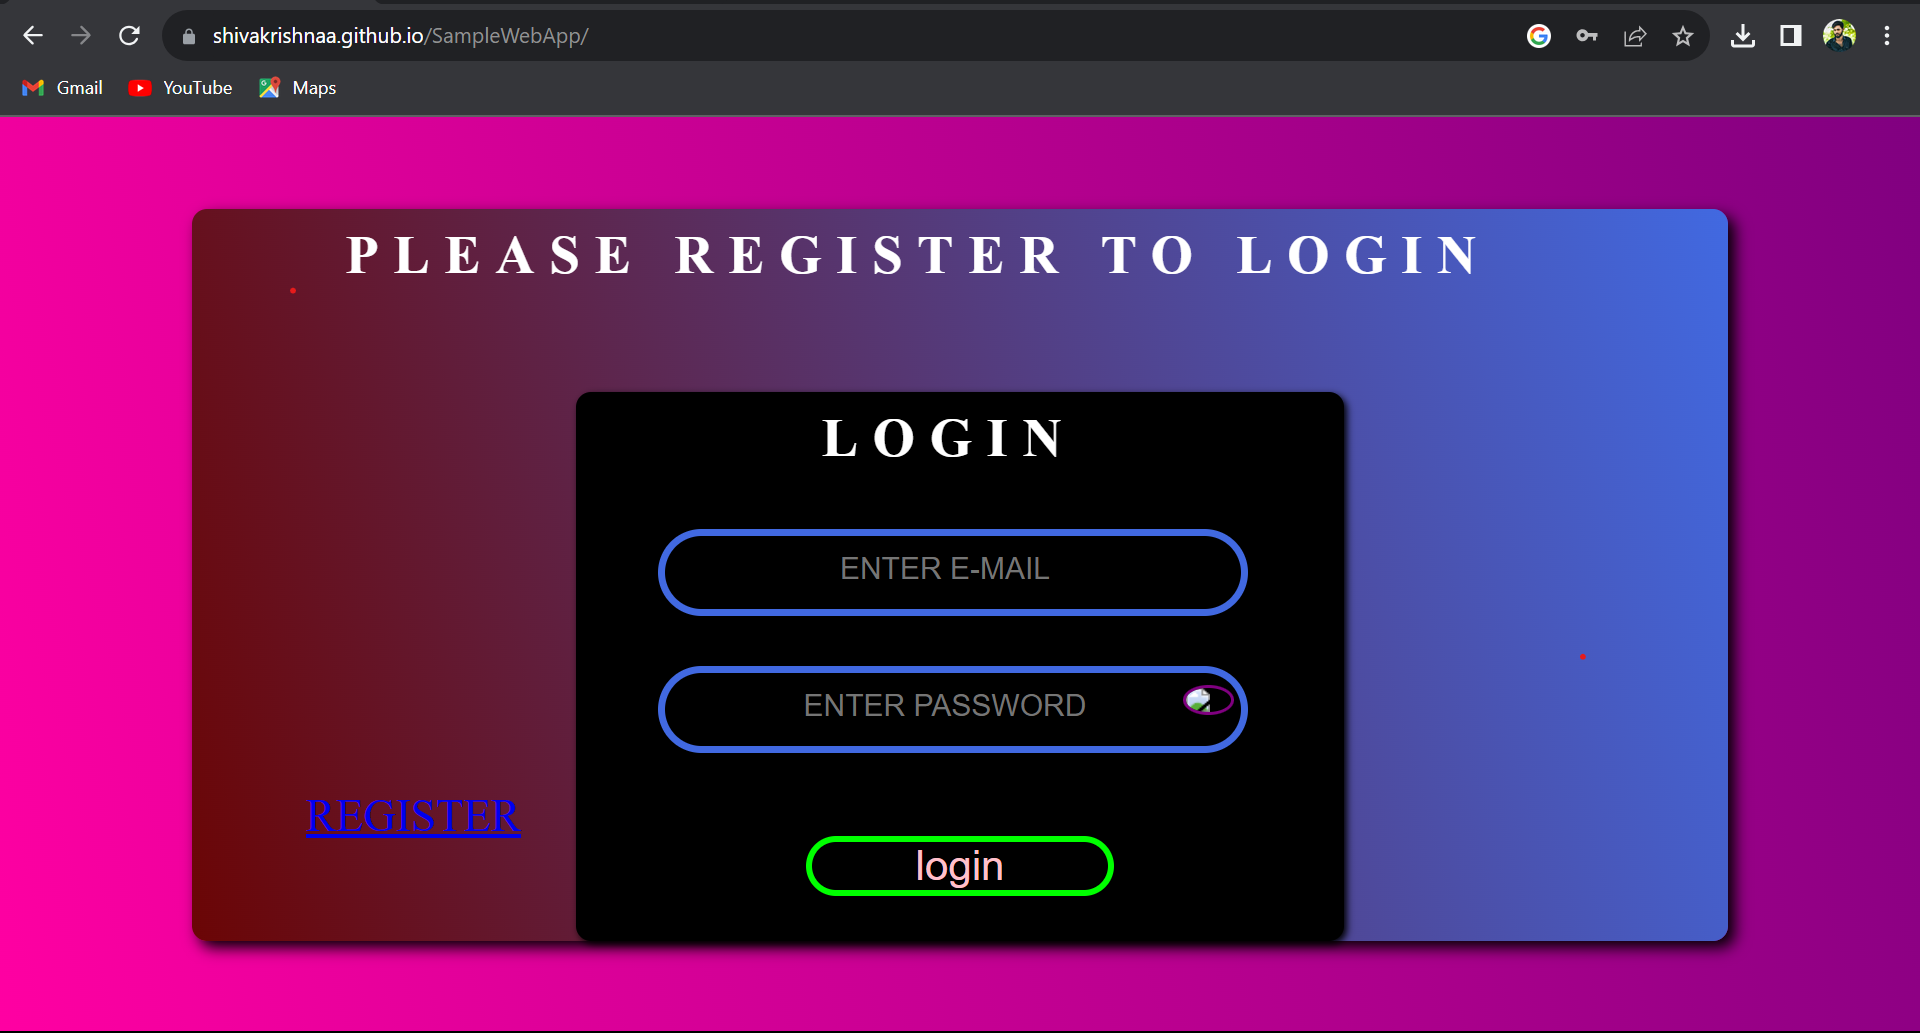 shivakrishnaa.github.io/SampleWebApp/
Gmail YouTube Maps
PLEASE REGISTER TO LOGIN
LOGIN
ENTER E-MAIL
ENTER PASSWORD
REGISTER
login